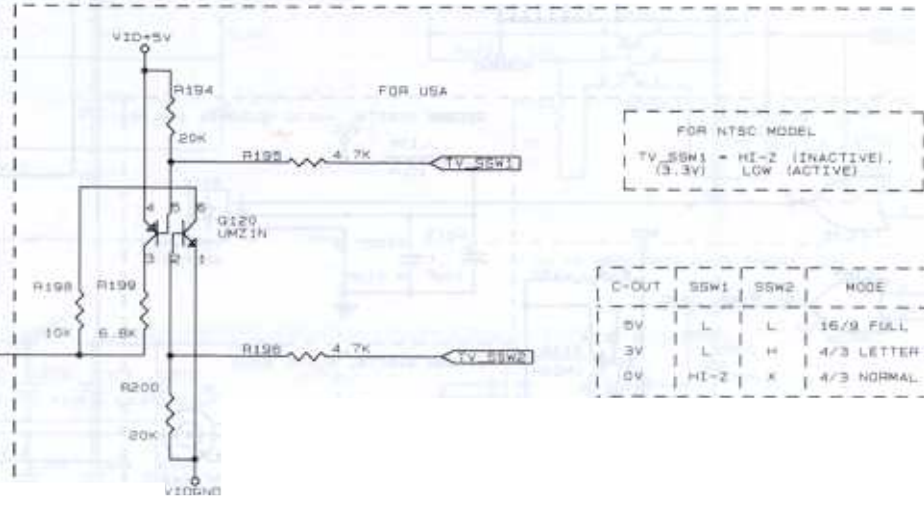 VID+5V
R194
20K
FOR USA
R195 4.7K TV_SSW1
FOR NTSC MODEL
TV_SSW1 = HI-Z (INACTIVE),
(3.3V) LOW (ACTIVE)
4 5 6
Q120
UMZ1N
3 2 1
R198 R199
10K 6.8K
R196 4.7K TV_SSW2
R200
20K
VIDGND
C-OUT SSW1 SSW2 MODE
5V L L 16/9 FULL
3V L H 4/3 LETTER
0V HI-Z X 4/3 NORMAL